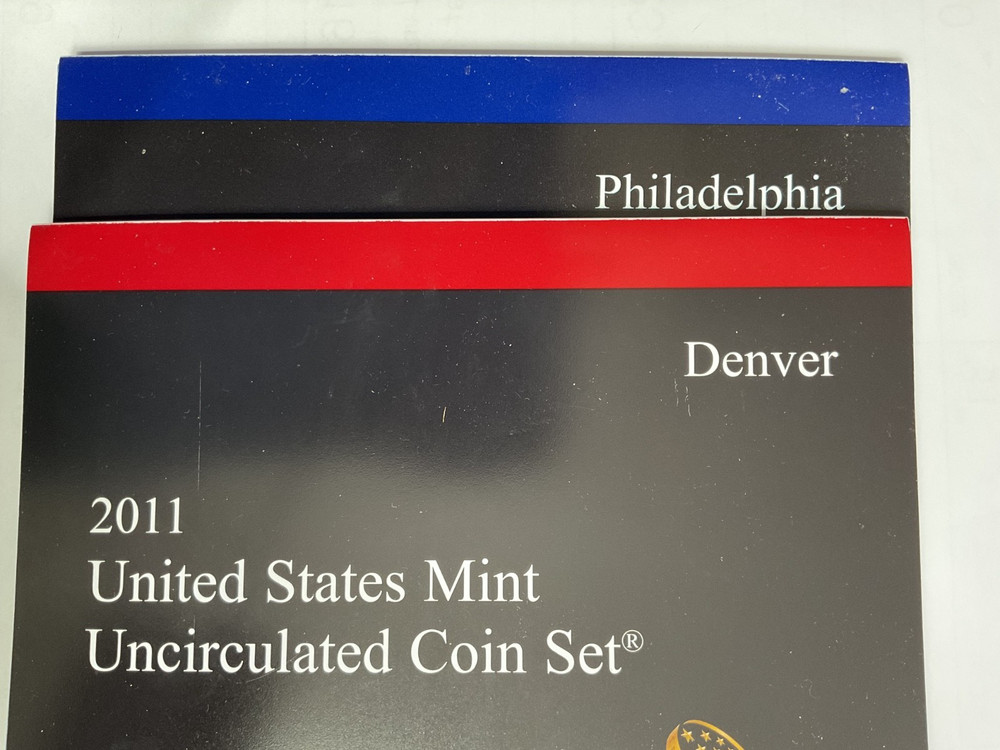 Philadelphia
Denver
2011
United States Mint
Uncirculated Coin Set®